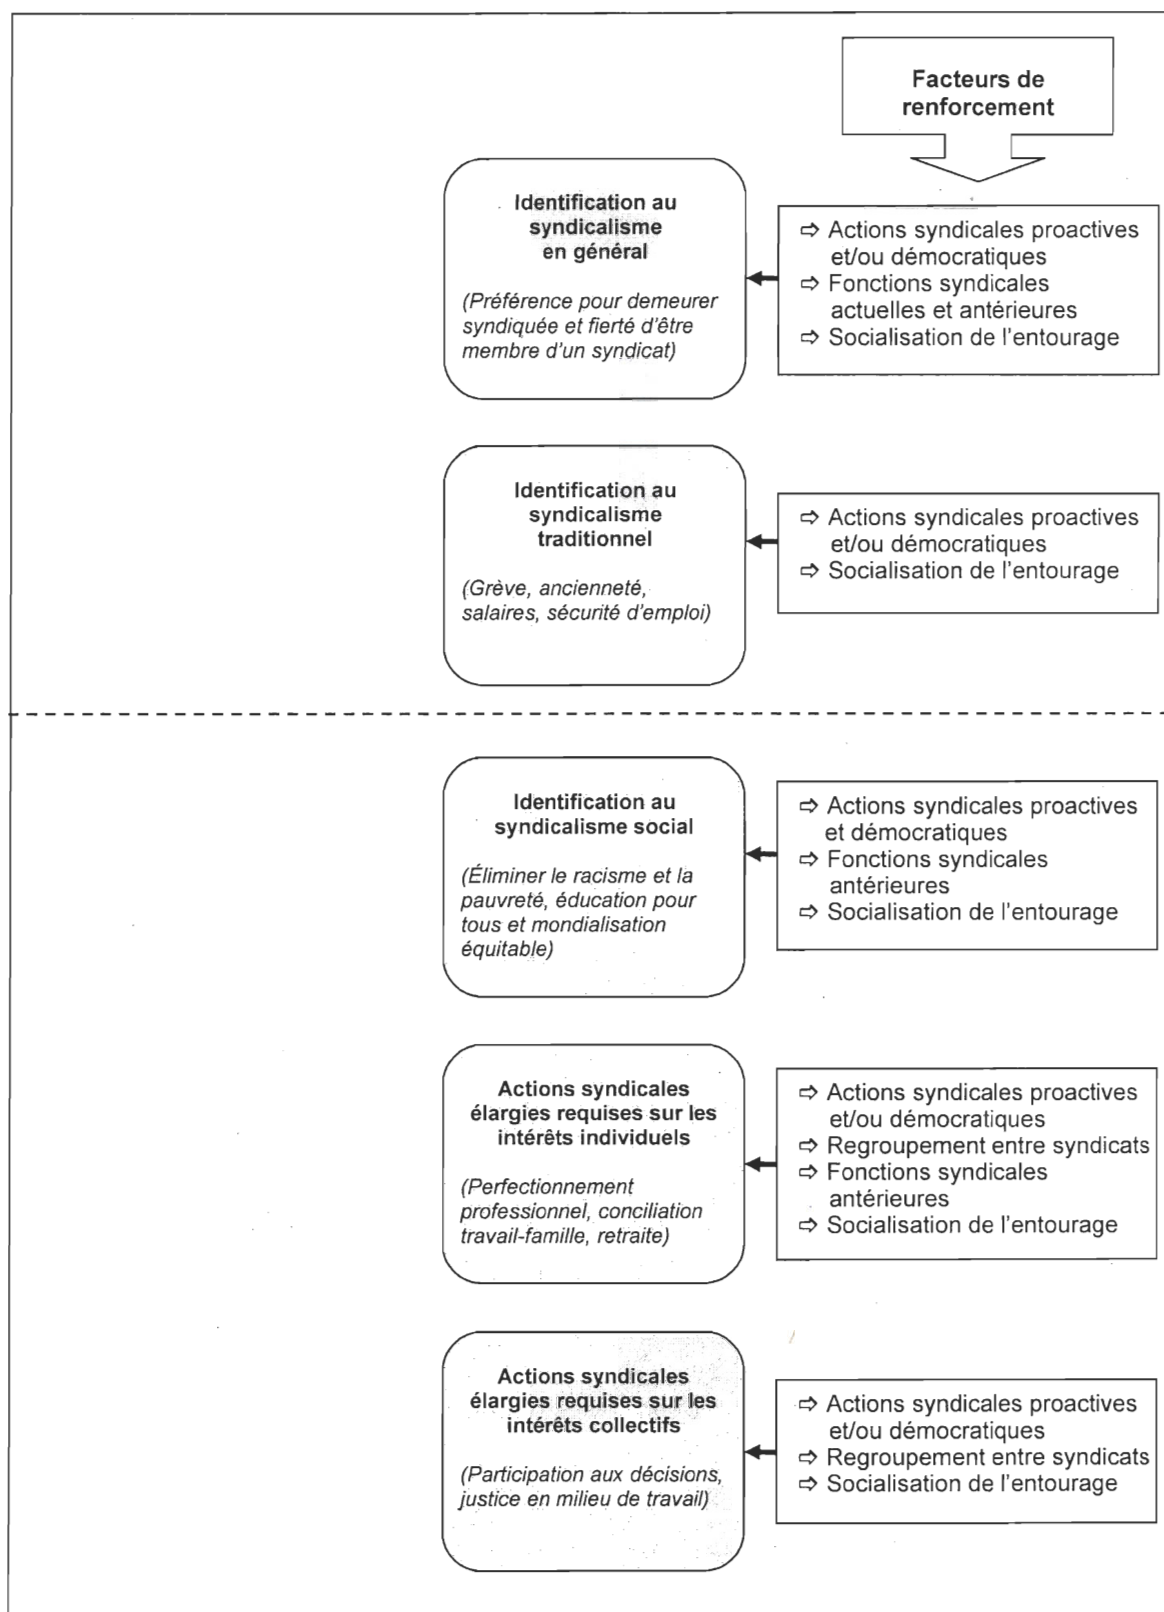 Facteurs de
renforcement
Identification au
syndicalisme
en général
(Préférence pour demeurer
syndiquée et fierté d'être
membre d'un syndicat)
⇨ Actions syndicales proactives
et/ou démocratiques
⇨ Fonctions syndicales
actuelles et antérieures
⇨ Socialisation de l'entourage
Identification au
syndicalisme
traditionnel
(Grève, ancienneté,
salaires, sécurité d'emploi)
⇨ Actions syndicales proactives
et/ou démocratiques
⇨ Socialisation de l'entourage
Identification au
syndicalisme social
(Éliminer le racisme et la
pauvreté, éducation pour
tous et mondialisation
équitable)
⇨ Actions syndicales proactives
et démocratiques
⇨ Fonctions syndicales
antérieures
⇨ Socialisation de l'entourage
Actions syndicales
élargies requises sur les
intérêts individuels
(Perfectionnement
professionnel, conciliation
travail-famille, retraite)
⇨ Actions syndicales proactives
et/ou démocratiques
⇨ Regroupement entre syndicats
⇨ Fonctions syndicales
antérieures
⇨ Socialisation de l'entourage
Actions syndicales
élargies requises sur les
intérêts collectifs
(Participation aux décisions,
justice en milieu de travail)
⇨ Actions syndicales proactives
et/ou démocratiques
⇨ Regroupement entre syndicats
⇨ Socialisation de l'entourage